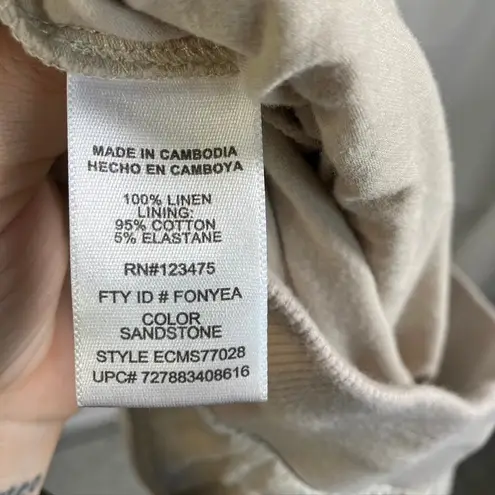 MADE IN CAMBODIA
HECHO EN CAMBOYA
100% LINEN
LINING:
95% COTTON
5% ELASTANE
RN#123475
FTY ID # FONYEA
COLOR
SANDSTONE
STYLE ECMS77028
UPC# 727883408616